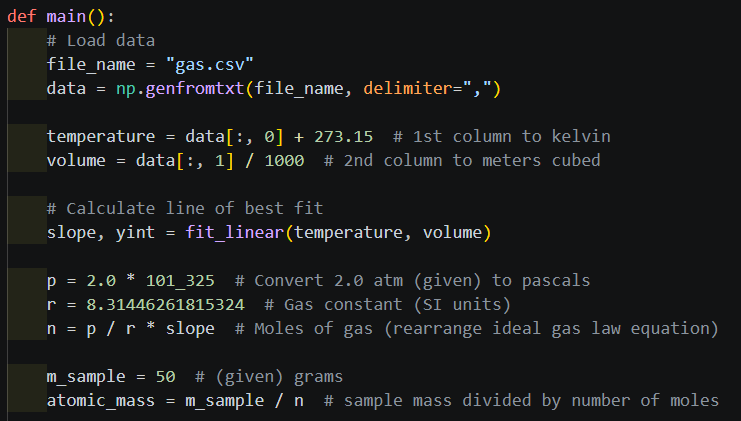 def main():
    # Load data
    file_name = "gas.csv"
    data = np.genfromtxt(file_name, delimiter=",")

    temperature = data[:, 0] + 273.15  # 1st column to kelvin
    volume = data[:, 1] / 1000  # 2nd column to meters cubed

    # Calculate line of best fit
    slope, yint = fit_linear(temperature, volume)

    p = 2.0 * 101_325  # Convert 2.0 atm (given) to pascals
    r = 8.31446261815324  # Gas constant (SI units)
    n = p / r * slope  # Moles of gas (rearrange ideal gas law equation)

    m_sample = 50  # (given) grams
    atomic_mass = m_sample / n  # sample mass divided by number of moles